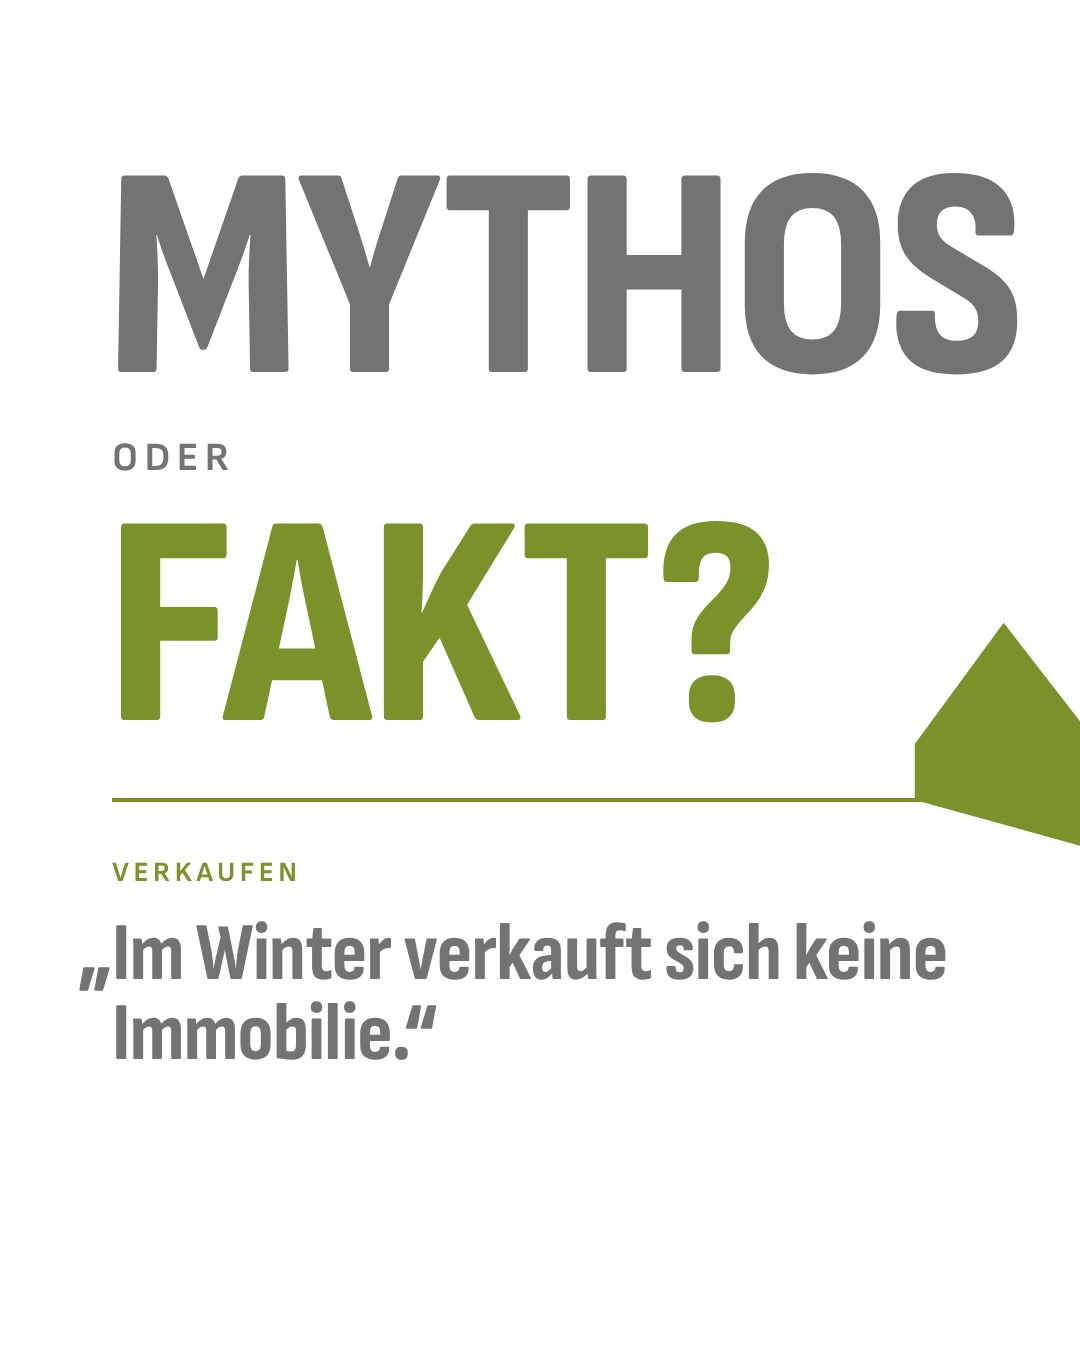 MYTHOS
ODER
FAKT?
VERKAUFEN
„Im Winter verkauft sich keine
Immobilie.“